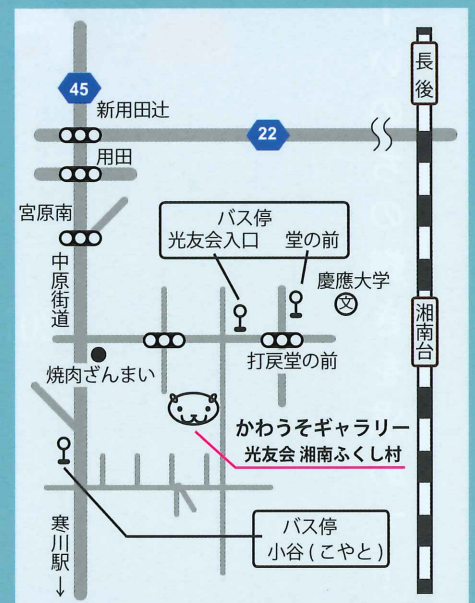 長後
45
新用田辻
22
用田
宮原南
バス停
光友会入口 堂の前
慶應大学
文
中原街道
湘南台
打戻堂の前
焼肉ざんまい
かわうそギャラリー
光友会 湘南ふくし村
バス停
小谷(こやと)
寒川駅→